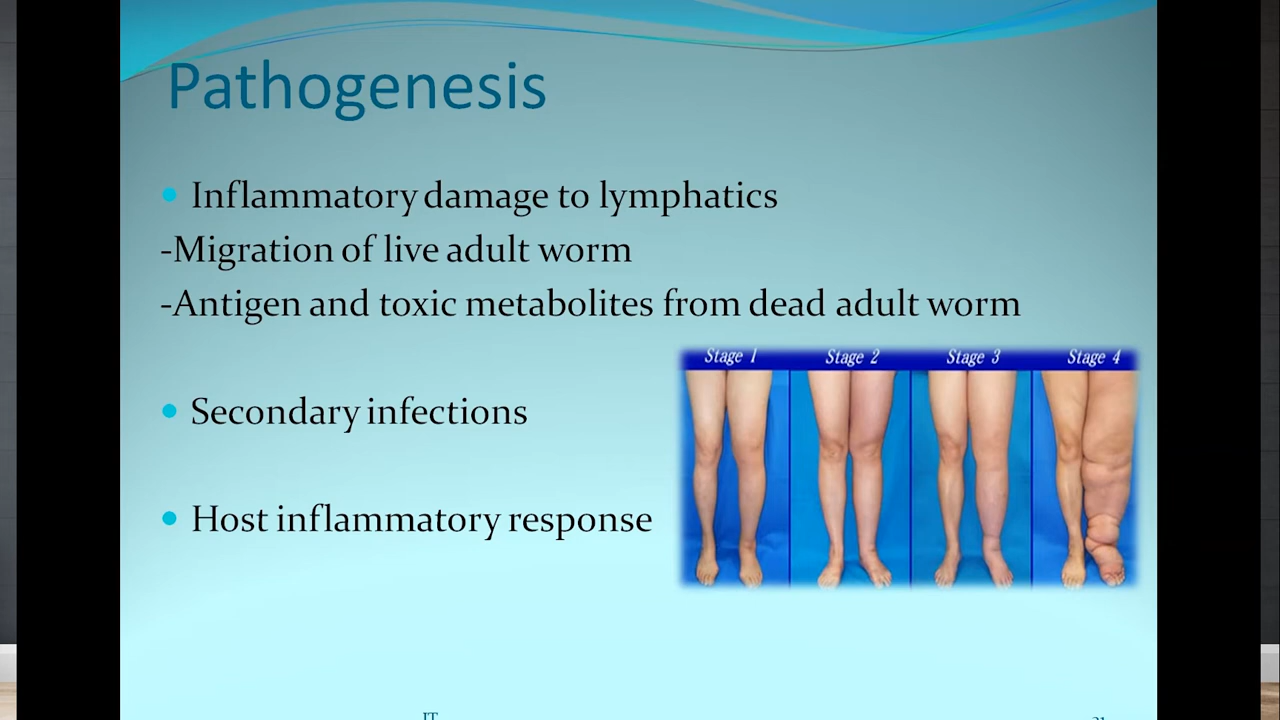 Pathogenesis
Inflammatory damage to lymphatics
-Migration of live adult worm
-Antigen and toxic metabolites from dead adult worm
Stage 1 Stage 2 Stage 3 Stage 4
Secondary infections
Host inflammatory response